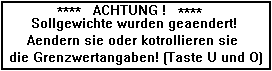 **** ACHTUNG ! ****
Sollgewichte wurden geaendert!
Aendern sie oder kotrollieren sie
die Grenzwertangaben! (Taste U und O)